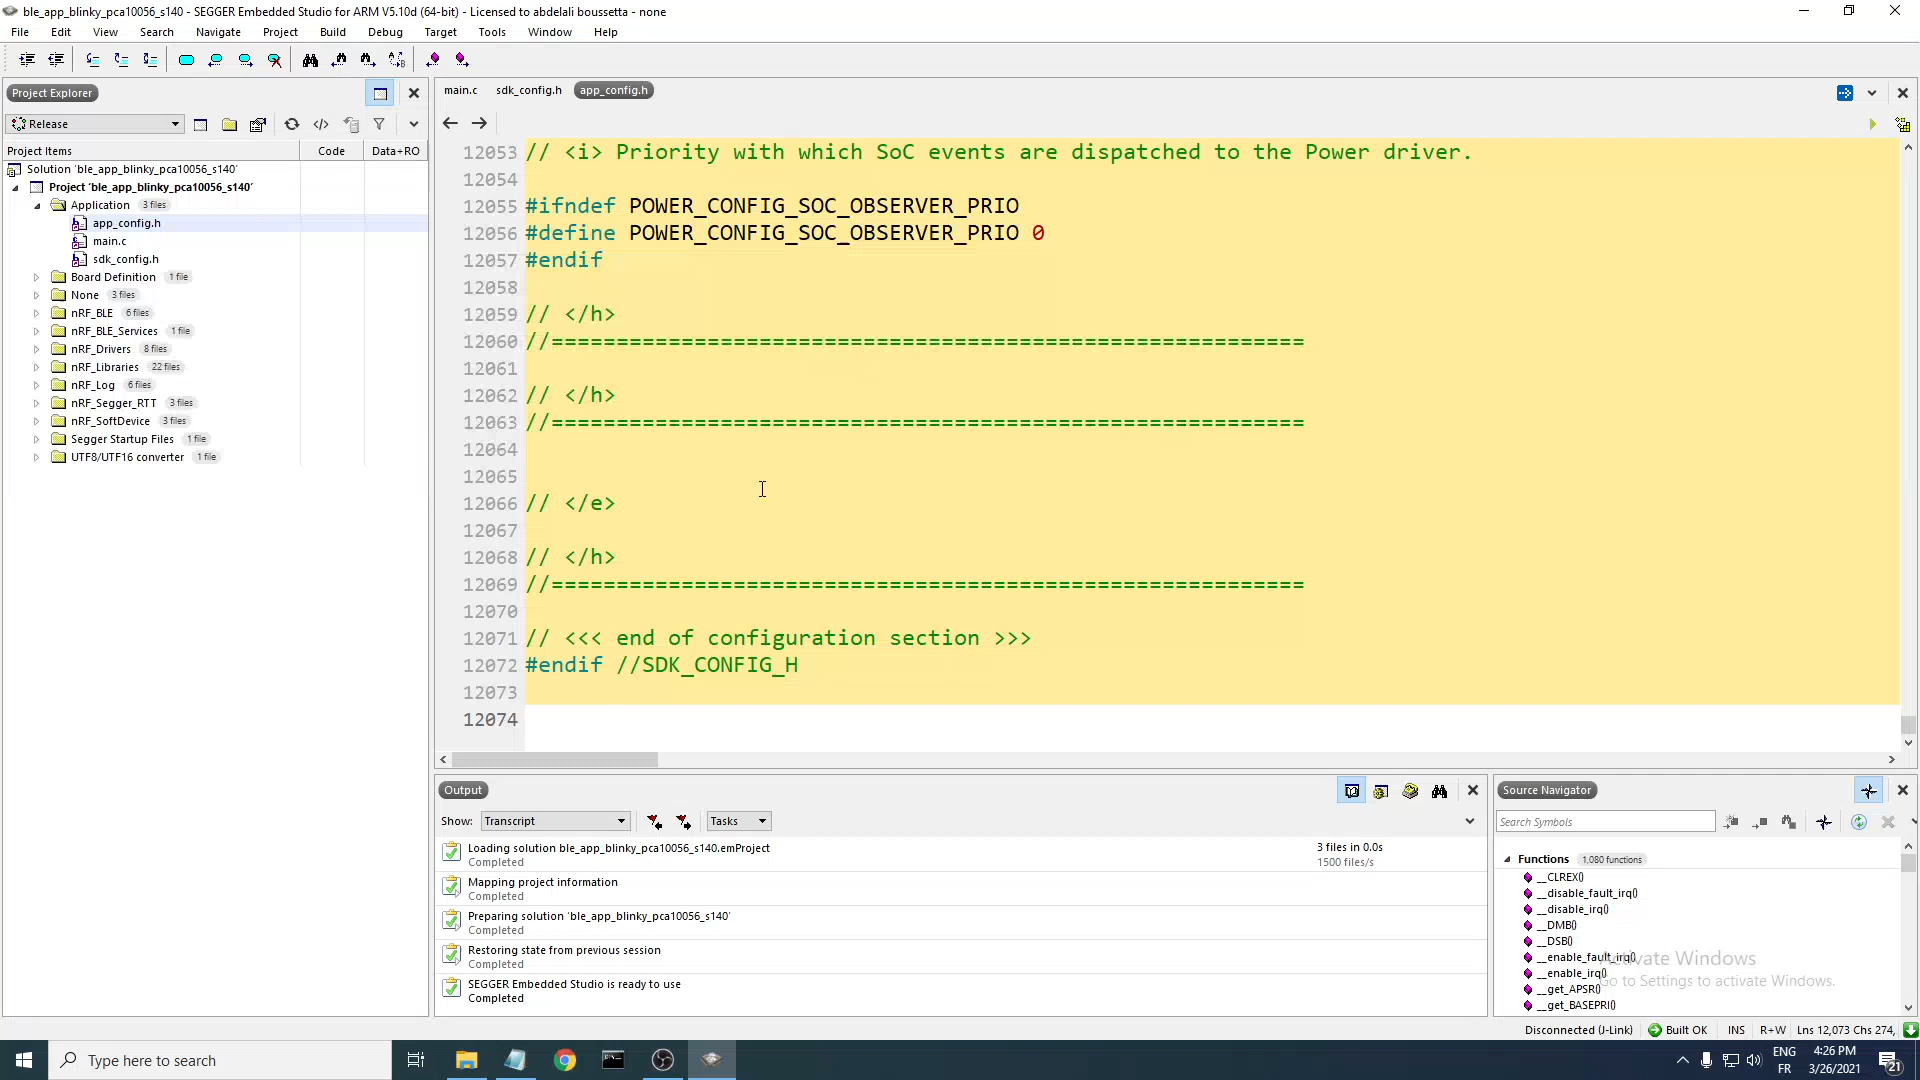 ble_app_blinky_pca10056_s140 - SEGGER Embedded Studio for ARM V5.10d (64-bit) - Licensed to abdelali boussetta - none
File Edit View Search Navigate Project Build Debug Target Tools Window Help
Project Explorer
Release
Project Items Code Data+RO
Solution 'ble_app_blinky_pca10056_s140'
Project 'ble_app_blinky_pca10056_s140'
Application 3 files
app_config.h
main.c
sdk_config.h
Board Definition 1 file
None 3 files
nRF_BLE 6 files
nRF_BLE_Services 1 file
nRF_Drivers 8 files
nRF_Libraries 22 files
nRF_Log 6 files
nRF_Segger_RTT 3 files
nRF_SoftDevice 3 files
Segger Startup Files 1 file
UTF8/UTF16 converter 1 file
main.c sdk_config.h app_config.h
12053 // <i> Priority with which SoC events are dispatched to the Power driver.
12054
12055 #ifndef POWER_CONFIG_SOC_OBSERVER_PRIO
12056 #define POWER_CONFIG_SOC_OBSERVER_PRIO 0
12057 #endif
12058
12059 // </h>
12060 //==========================================================
12061
12062 // </h>
12063 //==========================================================
12064
12065
12066 // </e>
12067
12068 // </h>
12069 //==========================================================
12070
12071 // <<< end of configuration section >>>
12072 #endif //SDK_CONFIG_H
12073
12074
Output
Show: Transcript Tasks
Loading solution ble_app_blinky_pca10056_s140.emProject 3 files in 0.0s
Completed 1500 files/s
Mapping project information
Completed
Preparing solution 'ble_app_blinky_pca10056_s140'
Completed
Restoring state from previous session
Completed
SEGGER Embedded Studio is ready to use
Completed
Source Navigator
Search Symbols
Functions 1,080 functions
__CLREX()
__disable_fault_irq()
__disable_irq()
__DMB()
__DSB()
__enable_fault_irq()
__enable_irq()
__get_APSR()
__get_BASEPRI()
Activate Windows
Go to Settings to activate Windows.
Disconnected (J-Link) Built OK INS R+W Lns 12,073 Chs 274,
Type here to search
ENG
FR
4:26 PM
3/26/2021
21